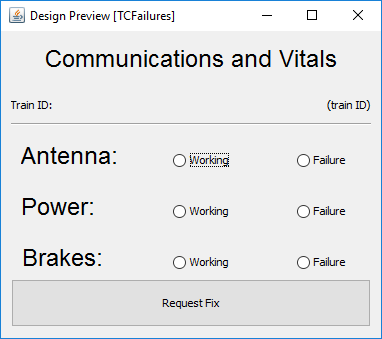 Design Preview [TCFailures]
Communications and Vitals
Train ID: (train ID)
Antenna: Working Failure
Power: Working Failure
Brakes: Working Failure
Request Fix